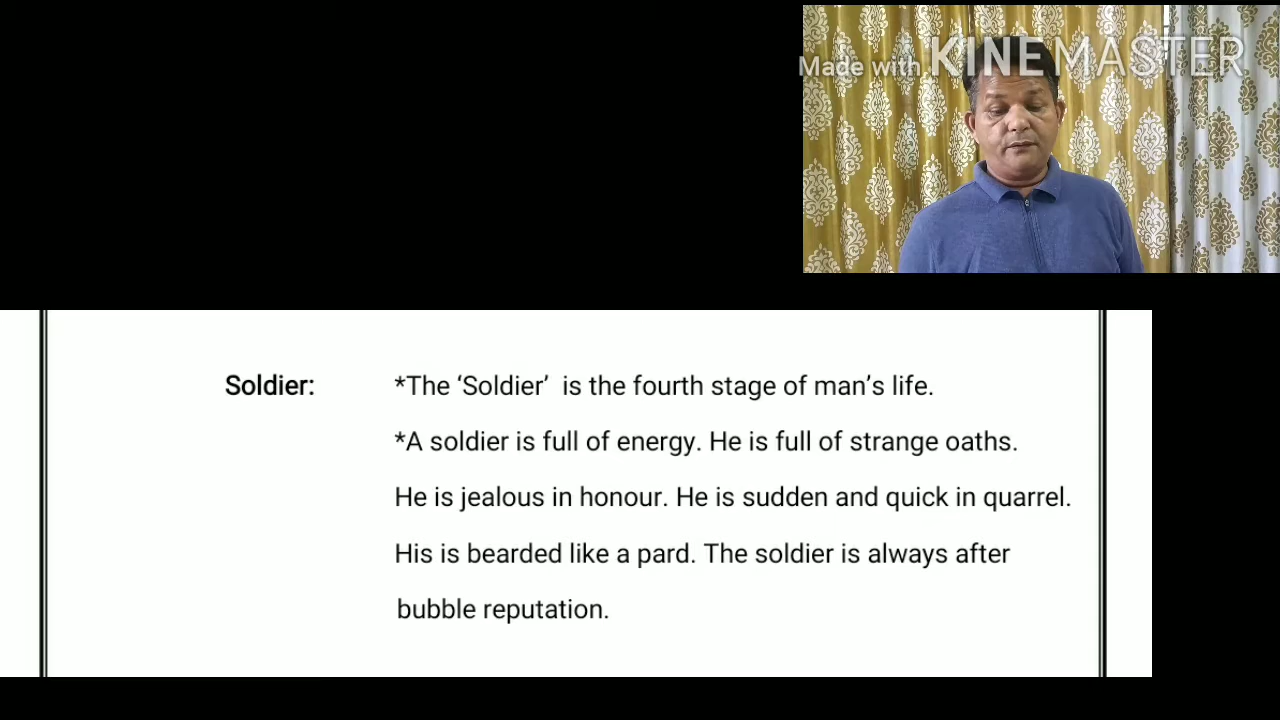 Made with KINEMASTER
Soldier: *The ‘Soldier’ is the fourth stage of man’s life.
*A soldier is full of energy. He is full of strange oaths.
He is jealous in honour. He is sudden and quick in quarrel.
His is bearded like a pard. The soldier is always after
bubble reputation.